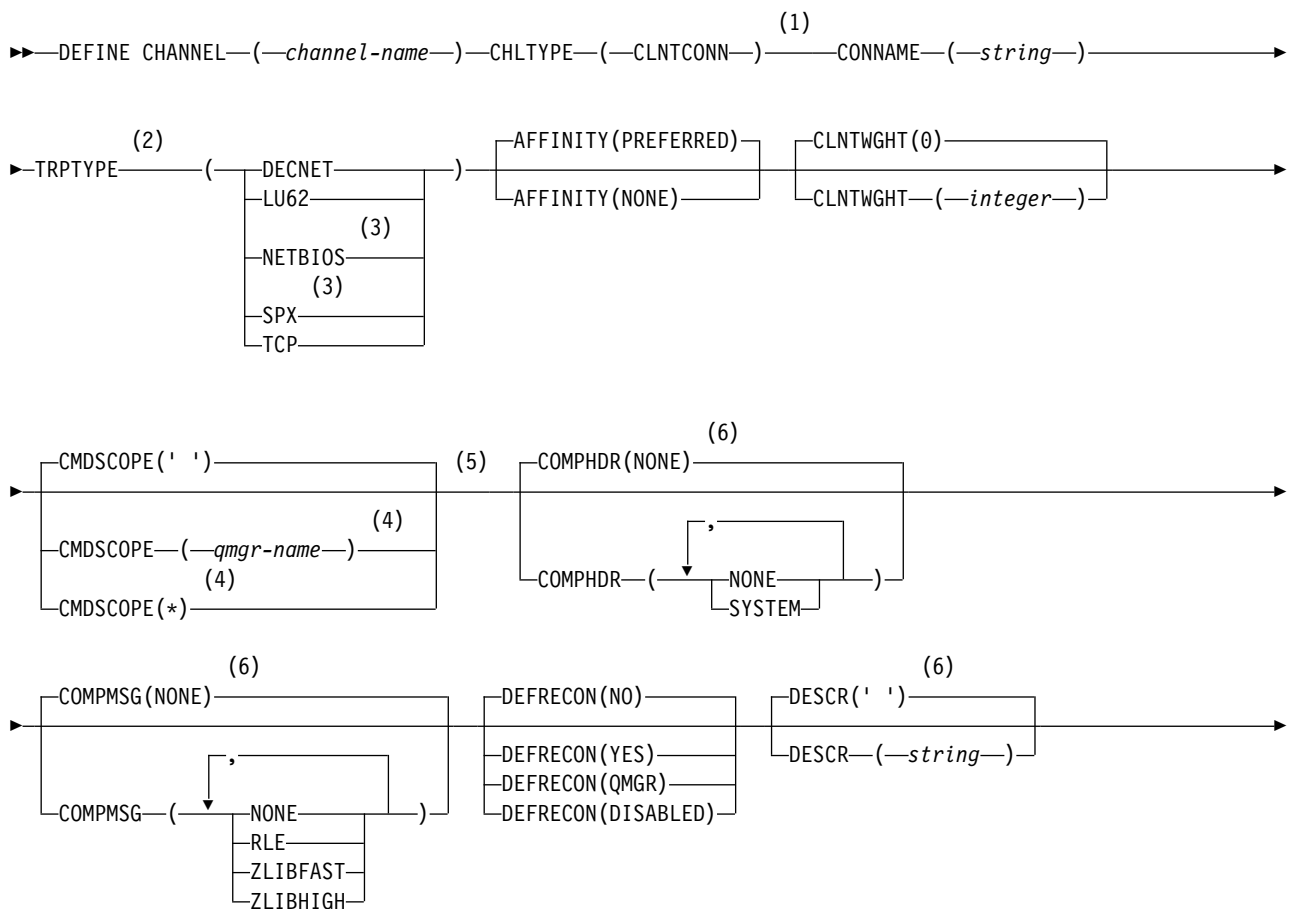 (1)
DEFINE CHANNEL ( channel-name ) CHLTYPE ( CLNTCONN ) CONNAME ( string )
(2)
TRPTYPE ( DECNET ) AFFINITY(PREFERRED) CLNTWGHT(0)
LU62 AFFINITY(NONE) CLNTWGHT ( integer )
(3)
NETBIOS
(3)
SPX
TCP
(6)
CMDSCOPE(' ') (5) COMPHDR(NONE)
(4)
,
CMDSCOPE ( qmgr-name )
(4)
COMPHDR ( NONE )
CMDSCOPE(*) SYSTEM
(6) (6)
COMPMSG(NONE) DEFRECON(NO) DESCR(' ')
, DEFRECON(YES) DESCR ( string )
DEFRECON(QMGR)
COMPMSG ( NONE ) DEFRECON(DISABLED)
RLE
ZLIBFAST
ZLIBHIGH